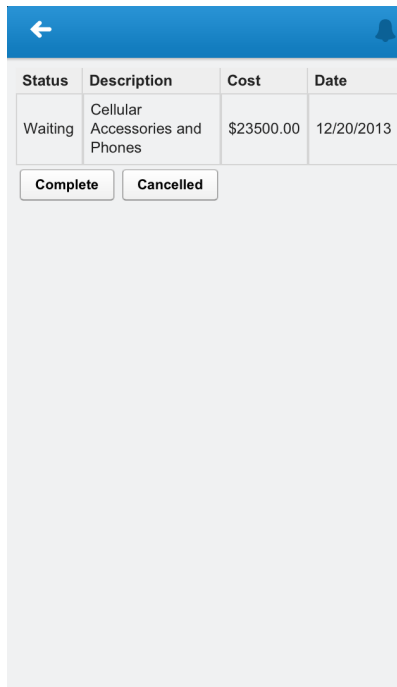 Status Description Cost Date
Waiting Cellular Accessories and Phones $23500.00 12/20/2013
Complete Cancelled